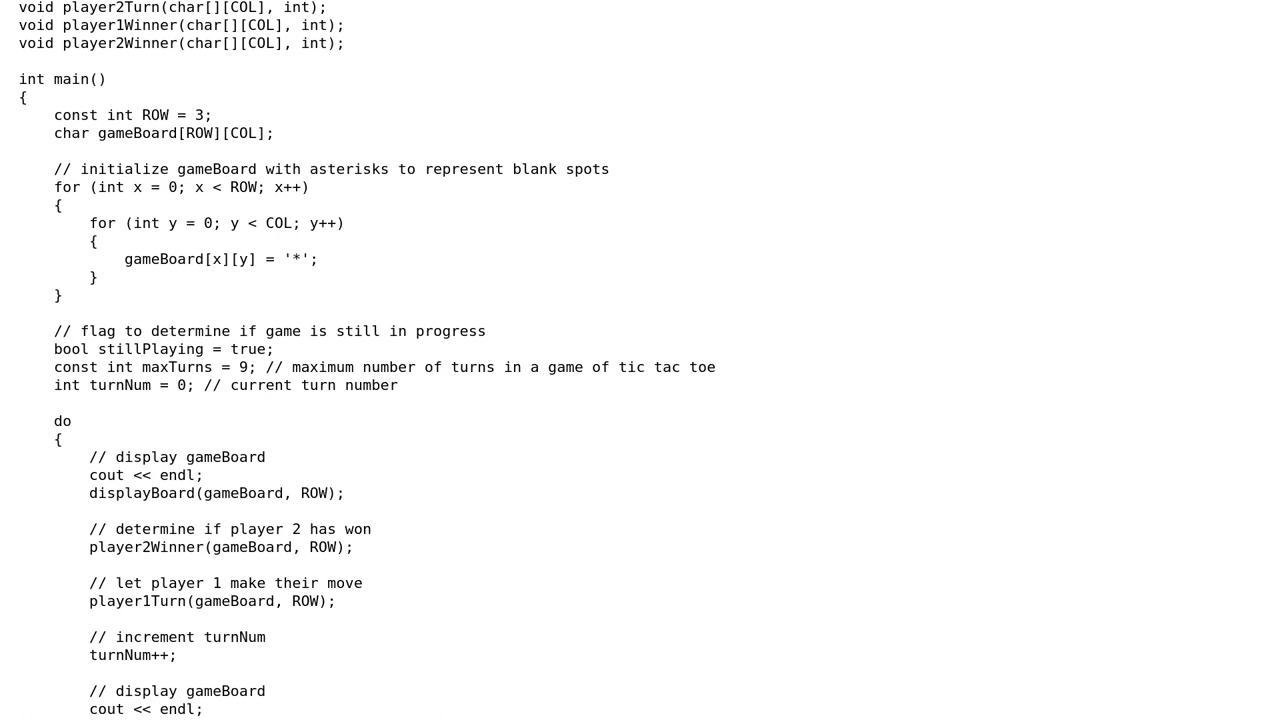 void player2Turn(char[][COL], int);
void player1Winner(char[][COL], int);
void player2Winner(char[][COL], int);

int main()
{
    const int ROW = 3;
    char gameBoard[ROW][COL];

    // initialize gameBoard with asterisks to represent blank spots
    for (int x = 0; x < ROW; x++)
    {
        for (int y = 0; y < COL; y++)
        {
            gameBoard[x][y] = '*';
        }
    }

    // flag to determine if game is still in progress
    bool stillPlaying = true;
    const int maxTurns = 9; // maximum number of turns in a game of tic tac toe
    int turnNum = 0; // current turn number

    do
    {
        // display gameBoard
        cout << endl;
        displayBoard(gameBoard, ROW);

        // determine if player 2 has won
        player2Winner(gameBoard, ROW);

        // let player 1 make their move
        player1Turn(gameBoard, ROW);

        // increment turnNum
        turnNum++;

        // display gameBoard
        cout << endl;